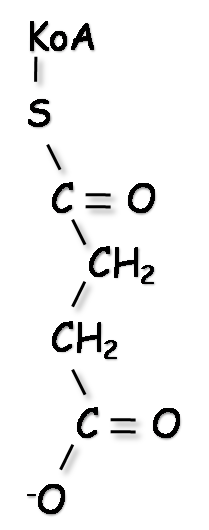 KoA
S
C = O
CH₂
CH₂
C = O
⁻O